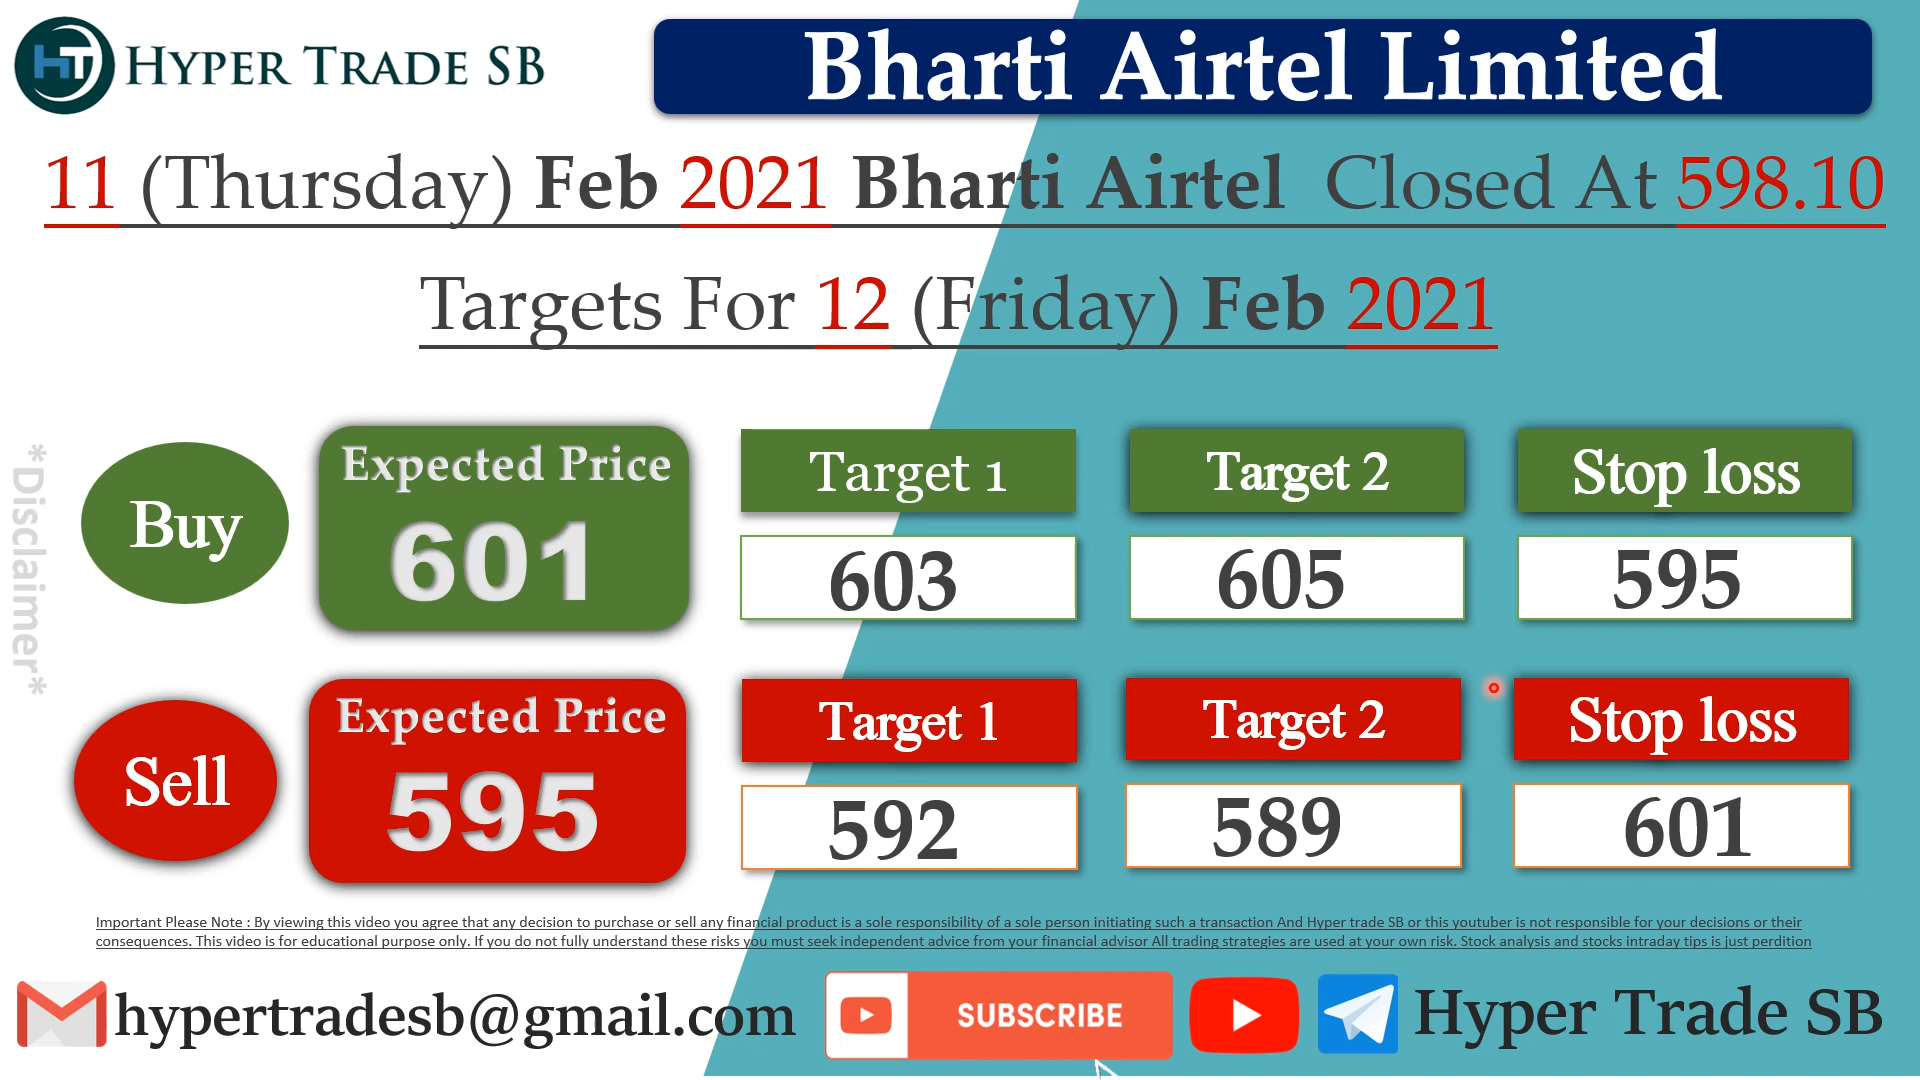 HT HYPER TRADE SB
Bharti Airtel Limited
11 (Thursday) Feb 2021 Bharti Airtel Closed At 598.10
Targets For 12 (Friday) Feb 2021
*Disclaimer*
Buy
Expected Price
601
Target 1
Target 2
Stop loss
603
605
595
Sell
Expected Price
595
Target 1
Target 2
Stop loss
592
589
601
Important Please Note : By viewing this video you agree that any decision to purchase or sell any financial product is a sole responsibility of a sole person initiating such a transaction And Hyper trade SB or this youtuber is not responsible for your decisions or their
consequences. This video is for educational purpose only. If you do not fully understand these risks you must seek independent advice from your financial advisor All trading strategies are used at your own risk. Stock analysis and stocks intraday tips is just perdition
hypertradesb@gmail.com
SUBSCRIBE
Hyper Trade SB